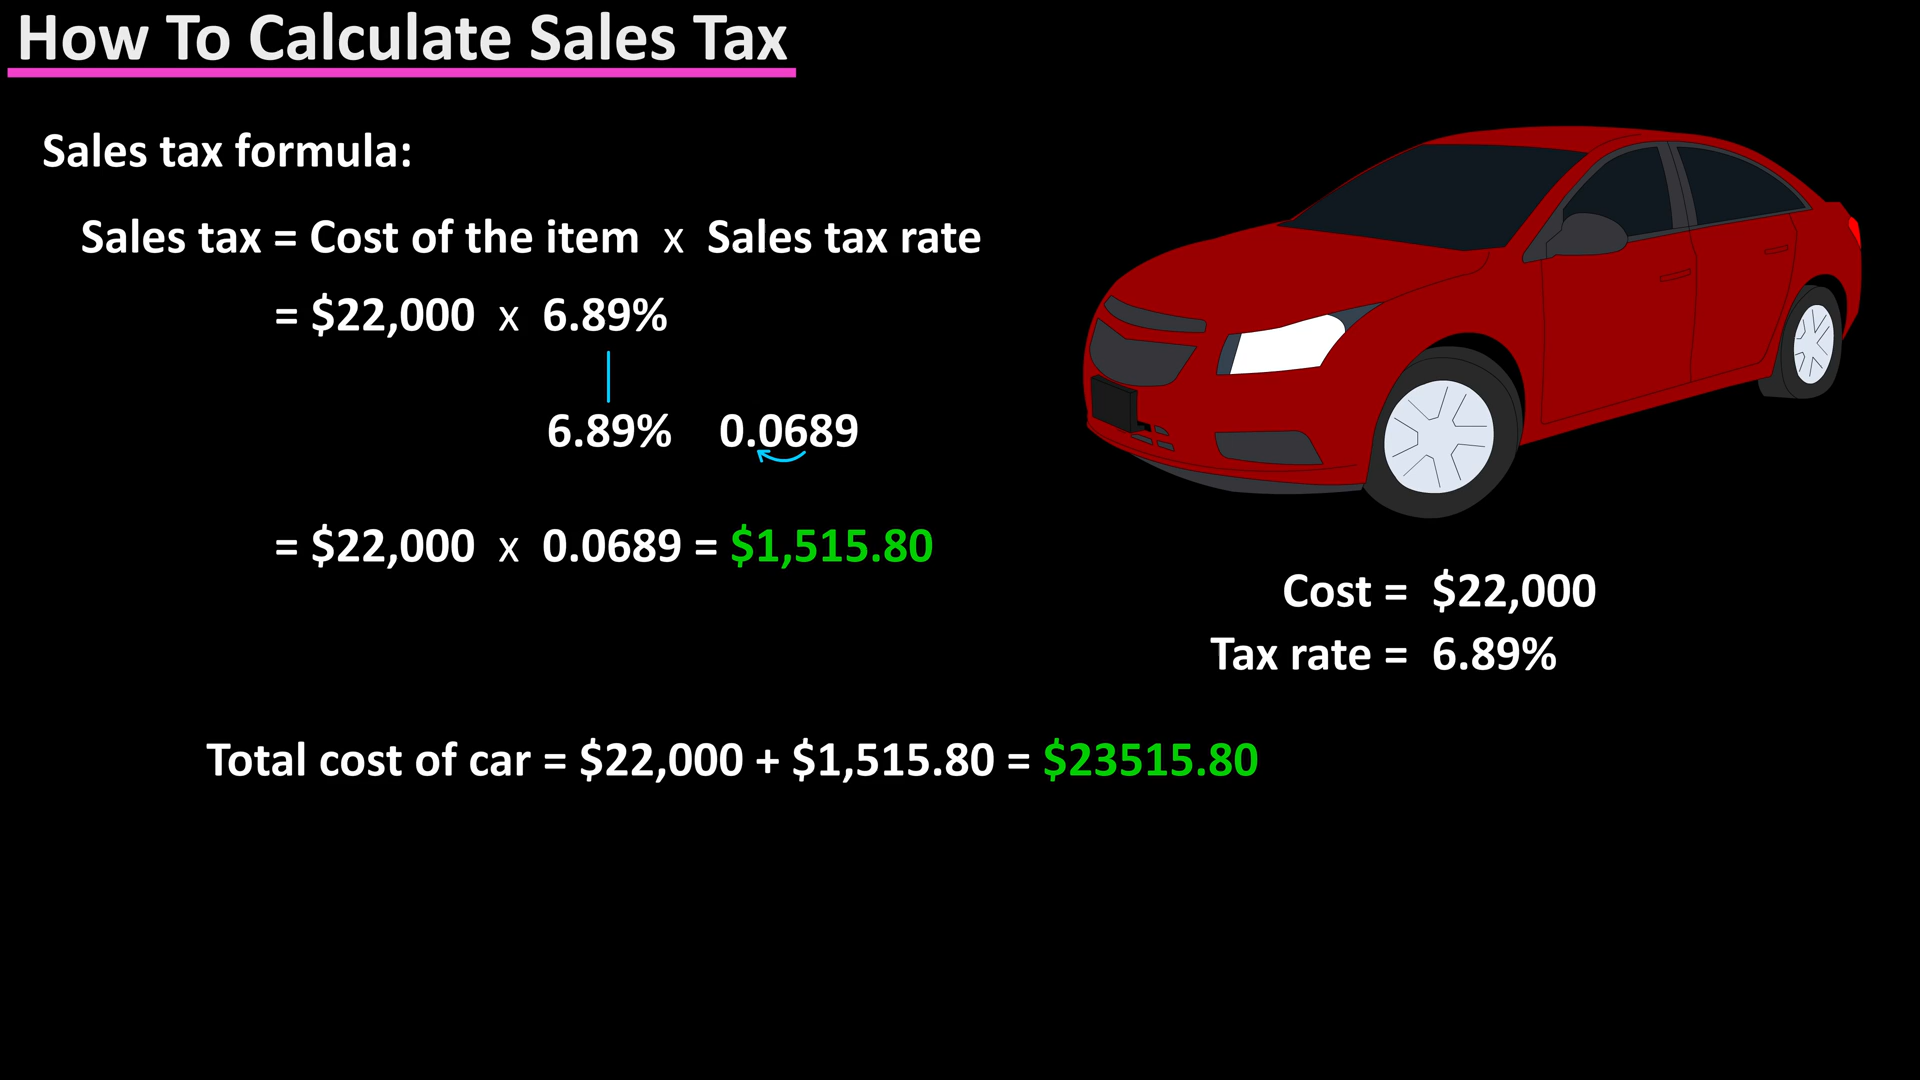 How To Calculate Sales Tax
Sales tax formula:
Sales tax = Cost of the item x Sales tax rate
= $22,000 x 6.89%
6.89% 0.0689
= $22,000 x 0.0689 = $1,515.80
Cost = $22,000
Tax rate = 6.89%
Total cost of car = $22,000 + $1,515.80 = $23515.80